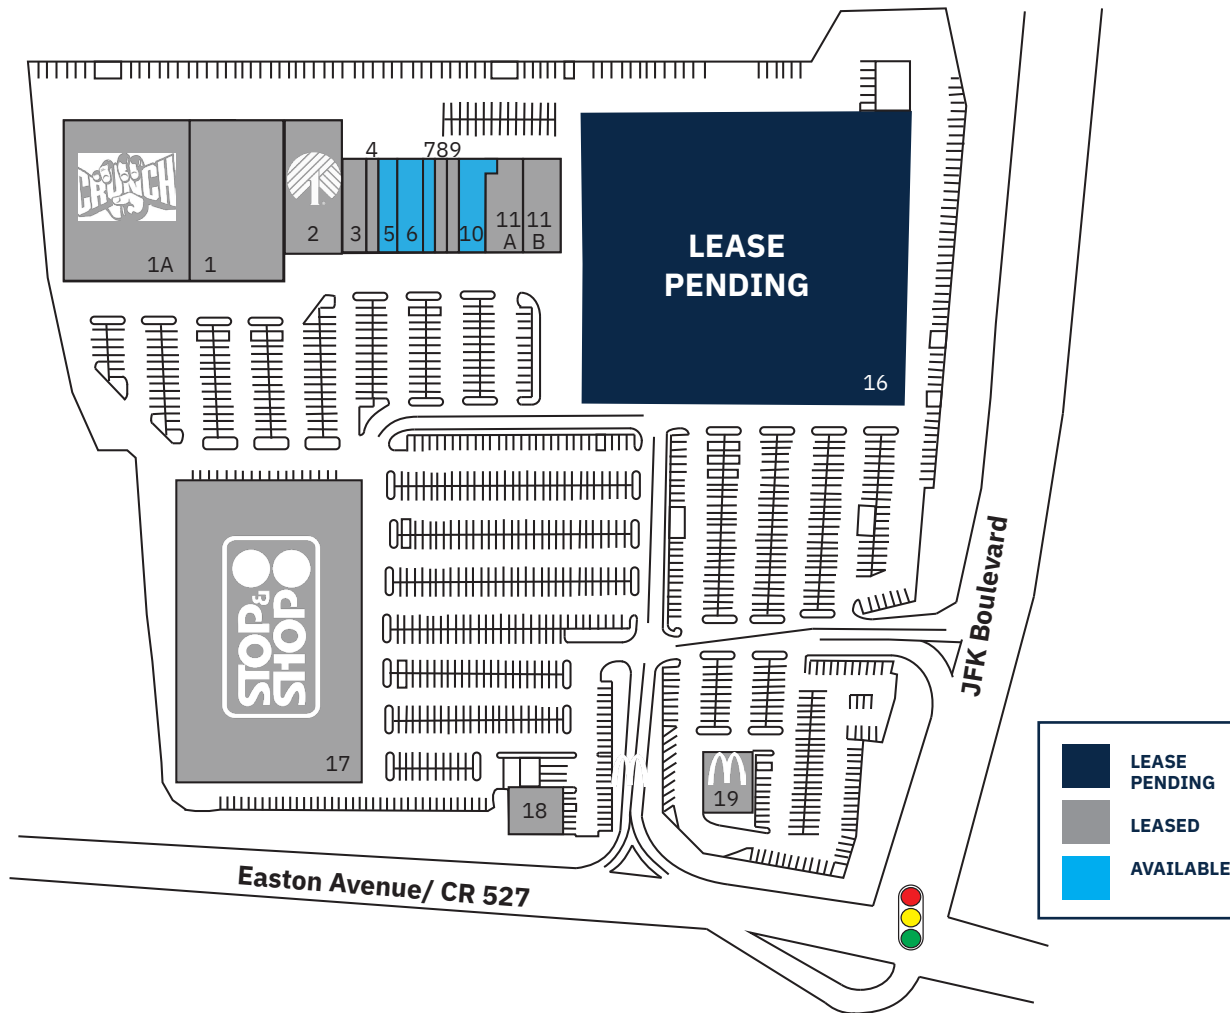 4
789
CRUNCH
1A
1
2
3
5
6
10
11
A
11
B
LEASE
PENDING
16
STOP &
SHOP
17
18
19
JFK Boulevard
Easton Avenue/ CR 527
LEASE
PENDING
LEASED
AVAILABLE